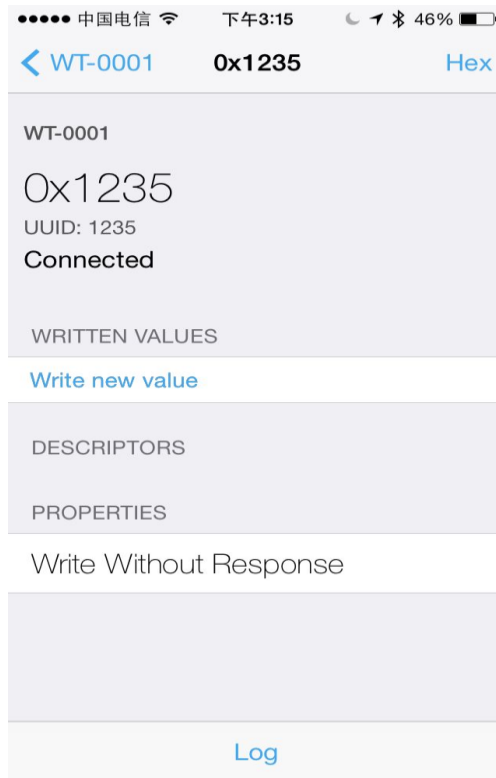 中国电信 下午3:15 46%
WT-0001 0x1235 Hex
WT-0001
0x1235
UUID: 1235
Connected
WRITTEN VALUES
Write new value
DESCRIPTORS
PROPERTIES
Write Without Response
Log